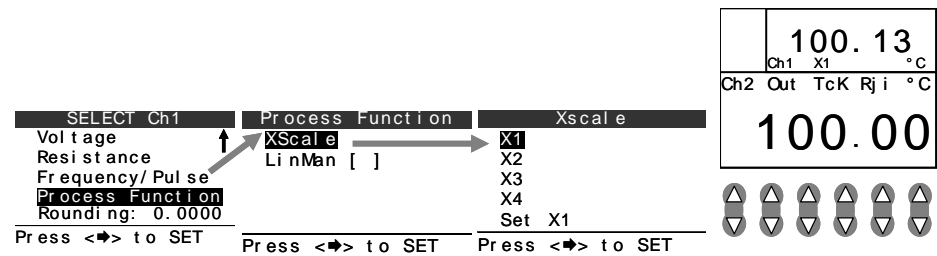 SELECT Ch1
Voltage
Resistance
Frequency/Pulse
Process Function
Rounding: 0.0000
Press <➡> to SET
Process Function
XScale
LinMan [ ]
Press <➡> to SET
Xscale
X1
X2
X3
X4
Set X1
Press <➡> to SET
100.13
Ch1 X1 °C
Ch2 Out TcK Rji °C
100.00